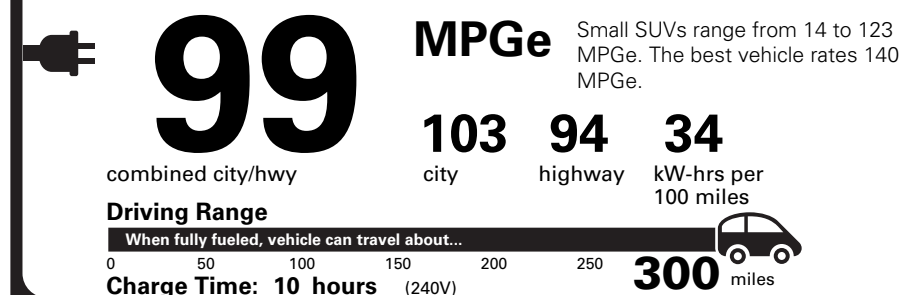 99
MPGe
Small SUVs range from 14 to 123
MPGe. The best vehicle rates 140
MPGe.
103 94 34
combined city/hwy city highway kW-hrs per
100 miles
Driving Range
When fully fueled, vehicle can travel about...
0 50 100 150 200 250 300 miles
Charge Time: 10 hours (240V)